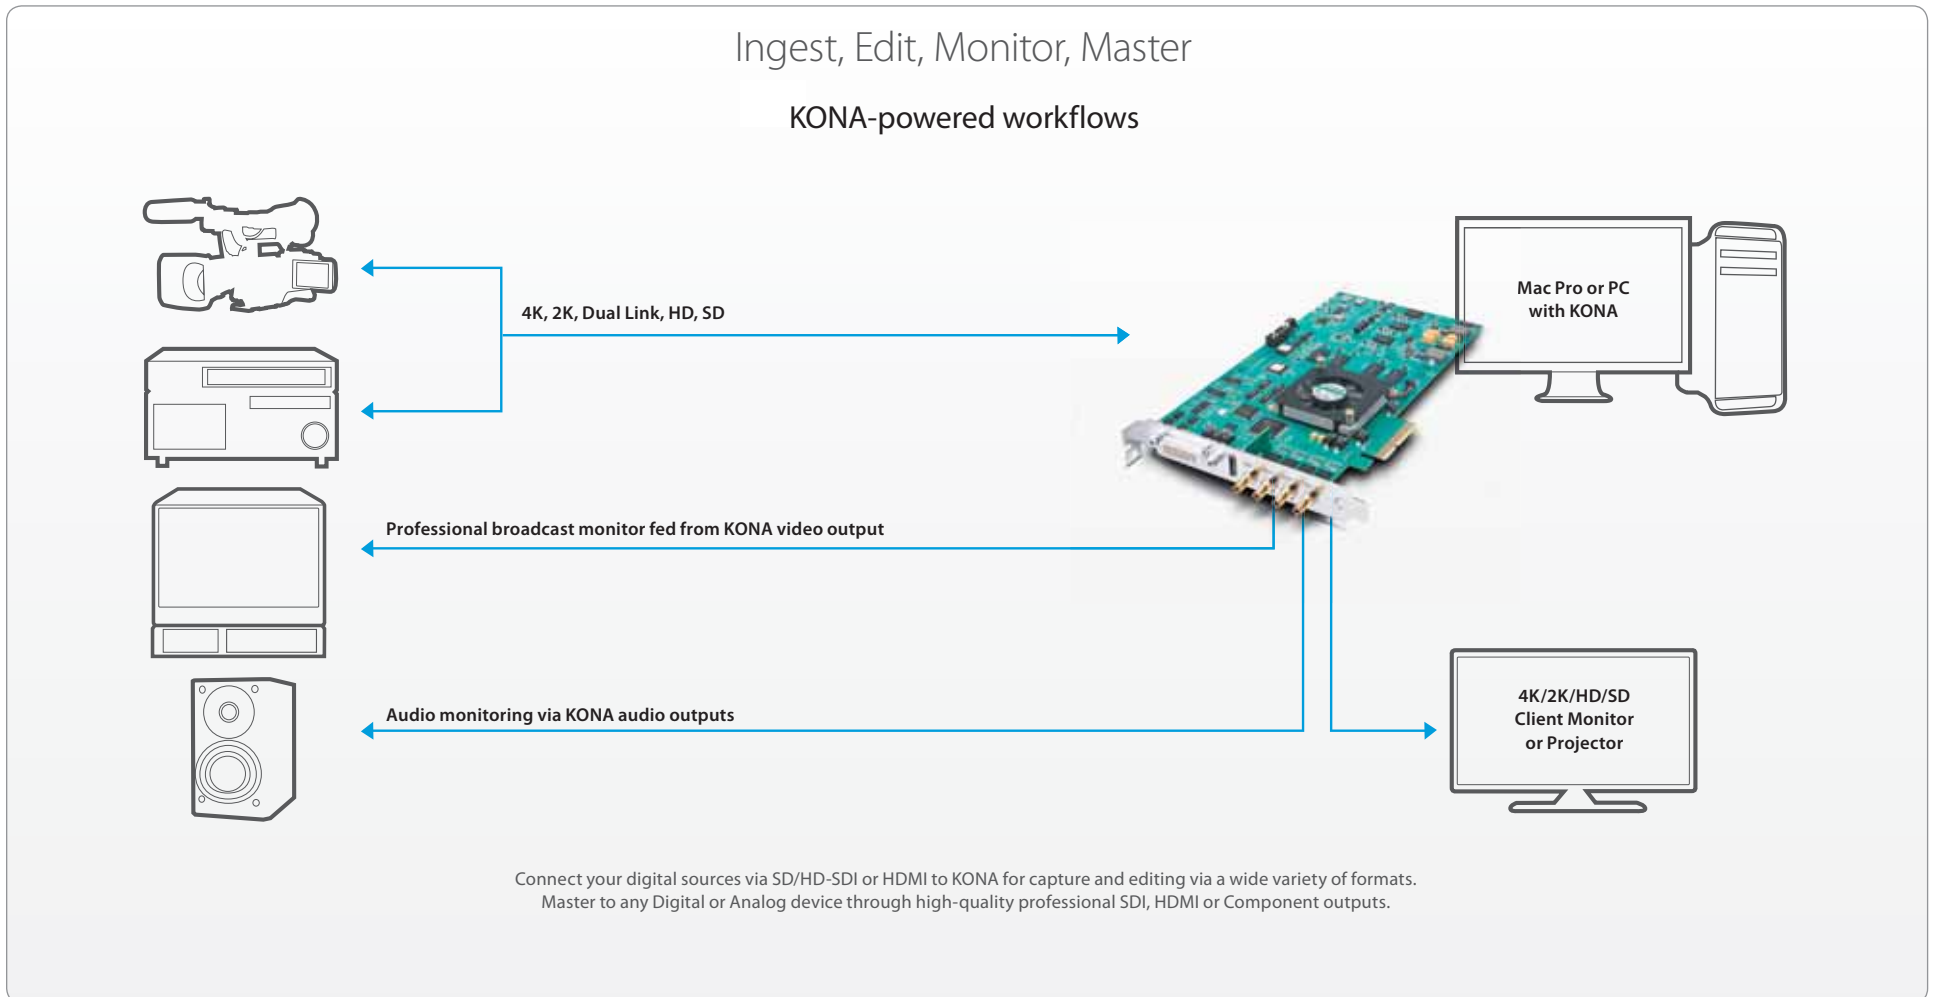 Ingest, Edit, Monitor, Master
KONA-powered workflows
4K, 2K, Dual Link, HD, SD
Mac Pro or PC
with KONA
Professional broadcast monitor fed from KONA video output
Audio monitoring via KONA audio outputs
4K/2K/HD/SD
Client Monitor
or Projector
Connect your digital sources via SD/HD-SDI or HDMI to KONA for capture and editing via a wide variety of formats.
Master to any Digital or Analog device through high-quality professional SDI, HDMI or Component outputs.